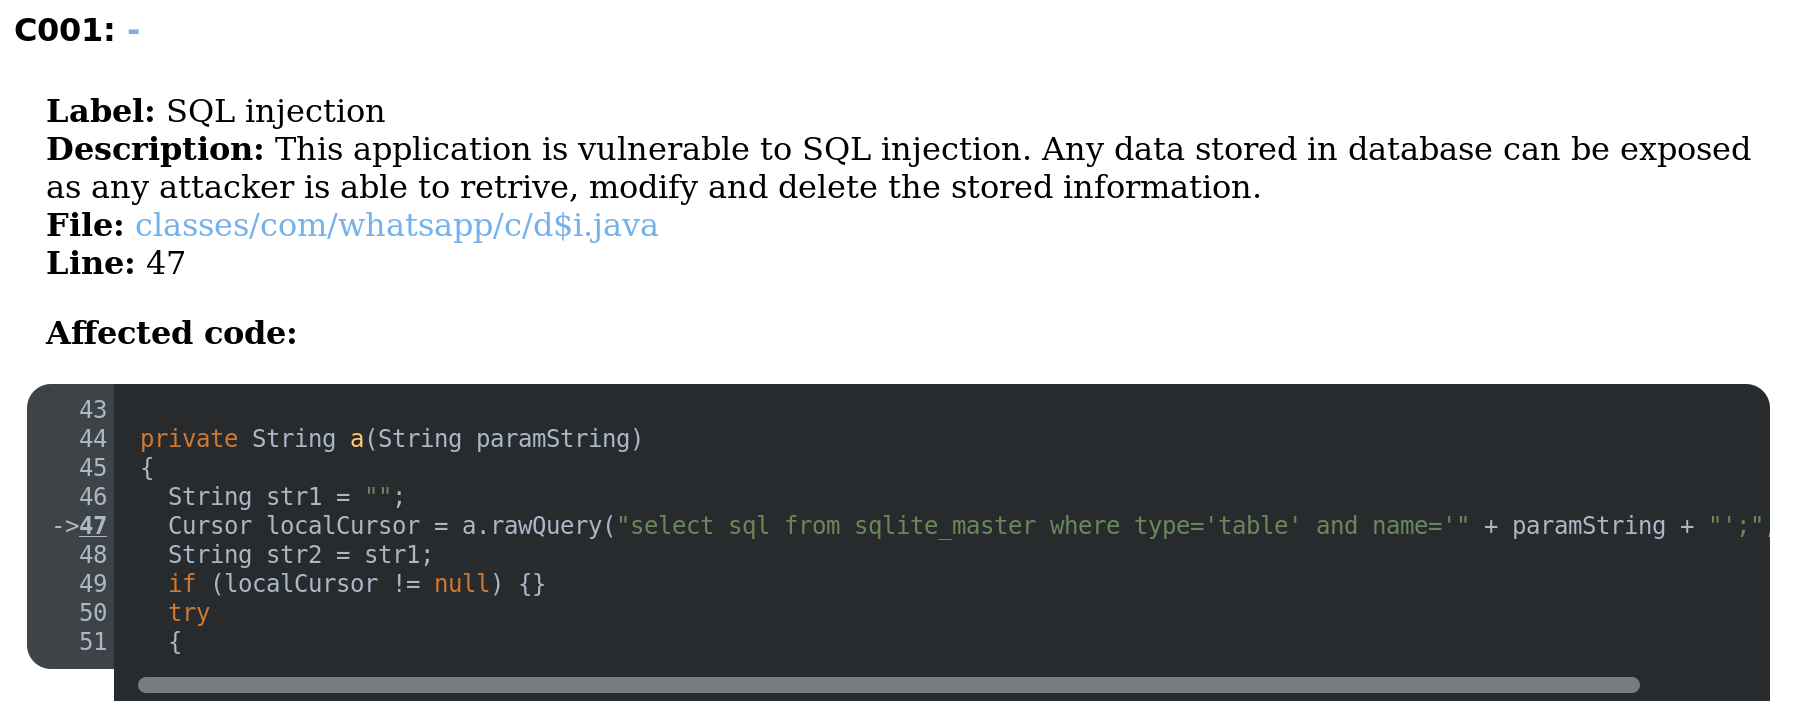 C001: -
Label: SQL injection
Description: This application is vulnerable to SQL injection. Any data stored in database can be exposed
as any attacker is able to retrive, modify and delete the stored information.
File: classes/com/whatsapp/c/d$i.java
Line: 47
Affected code:
43
44 private String a(String paramString)
45 {
46 String str1 = "";
->47 Cursor localCursor = a.rawQuery("select sql from sqlite_master where type='table' and name='" + paramString + "';",
48 String str2 = str1;
49 if (localCursor != null) {}
50 try
51 {